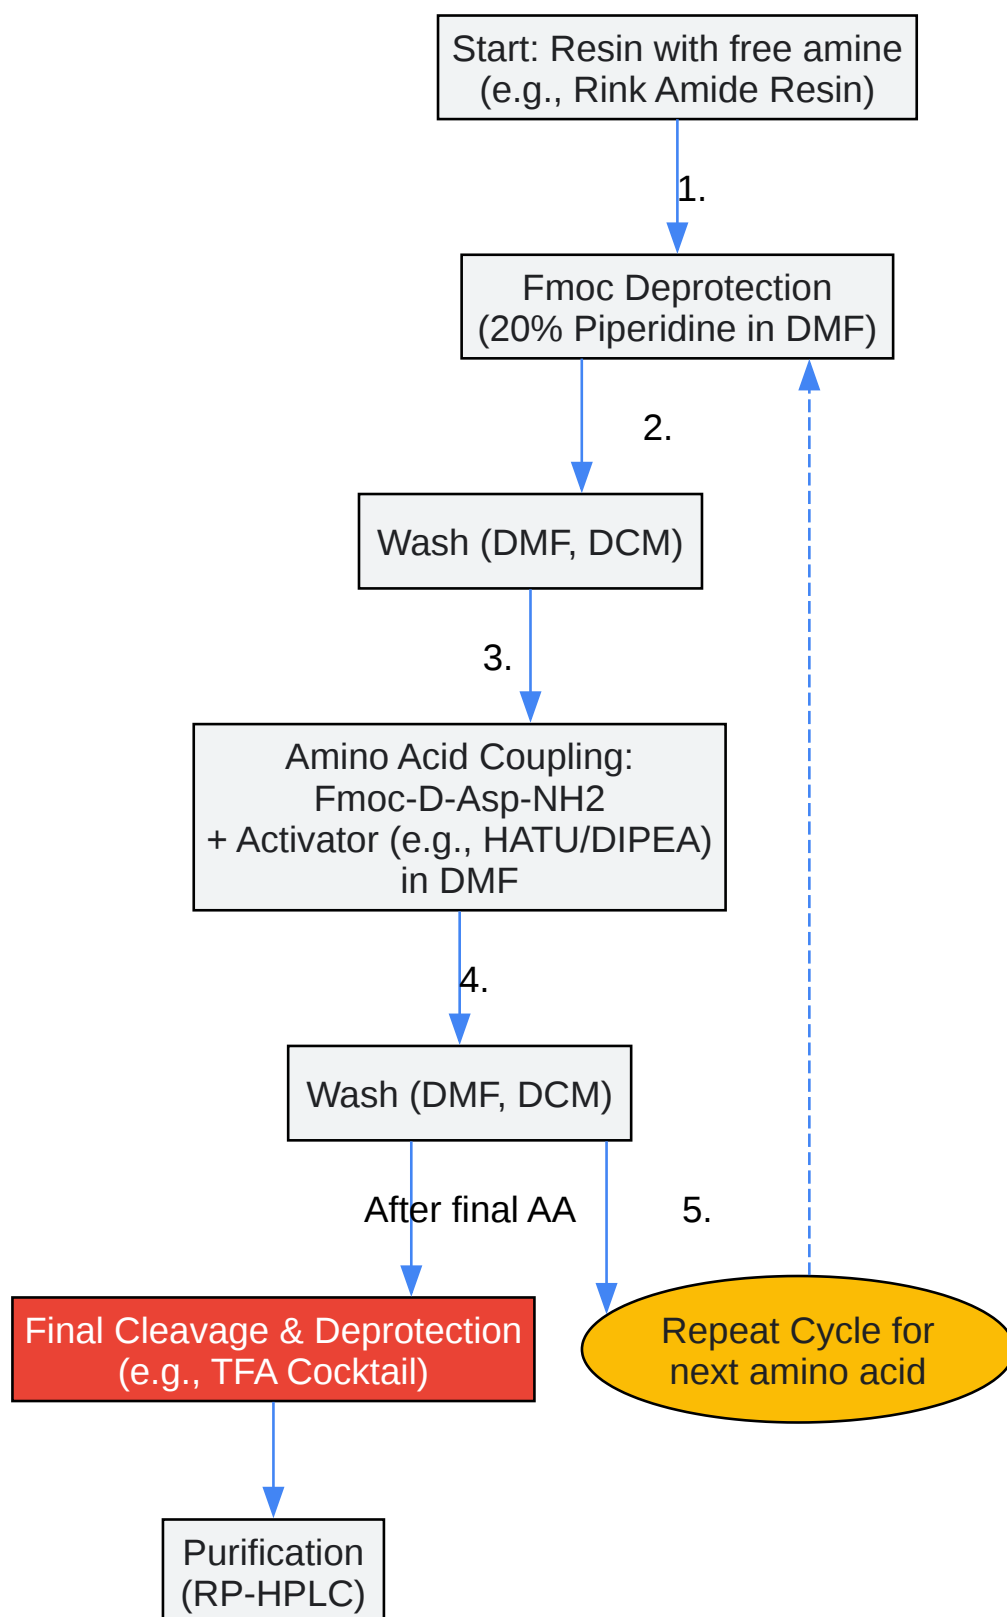 Start: Resin with free amine
(e.g., Rink Amide Resin)
1.
Fmoc Deprotection
(20% Piperidine in DMF)
2.
Wash (DMF, DCM)
3.
Amino Acid Coupling:
Fmoc-D-Asp-NH2
+ Activator (e.g., HATU/DIPEA)
in DMF
4.
Wash (DMF, DCM)
After final AA
5.
Final Cleavage & Deprotection
(e.g., TFA Cocktail)
Repeat Cycle for
next amino acid
Purification
(RP-HPLC)